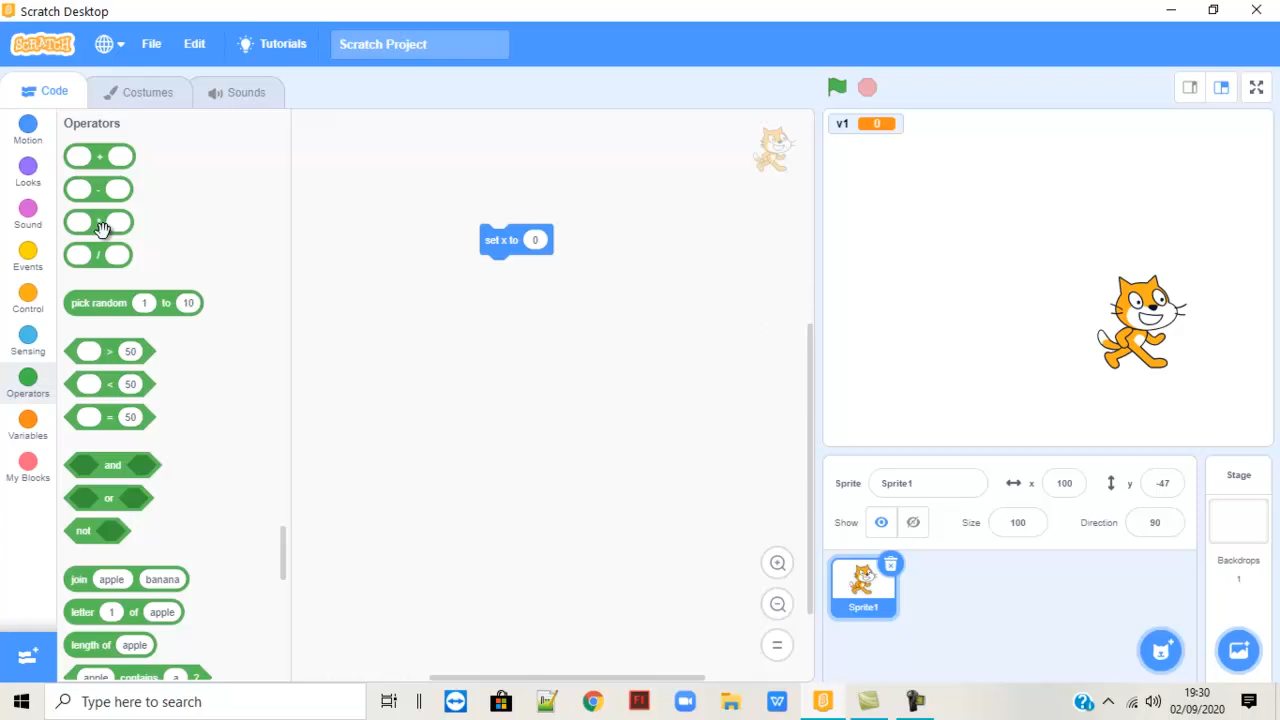 Scratch Desktop
SCRATCH
File
Edit
Tutorials
Scratch Project
Code
Costumes
Sounds
Motion
Looks
Sound
Events
Control
Sensing
Operators
Variables
My Blocks
Operators
+
-
*
/
pick random 1 to 10
> 50
< 50
= 50
and
or
not
join apple banana
letter 1 of apple
length of apple
apple contains a ?
set x to 0
v1 0
Sprite Sprite1 x 100 y -47
Show Size 100 Direction 90
Sprite1
Stage
Backdrops
1
Type here to search
19:30
02/09/2020